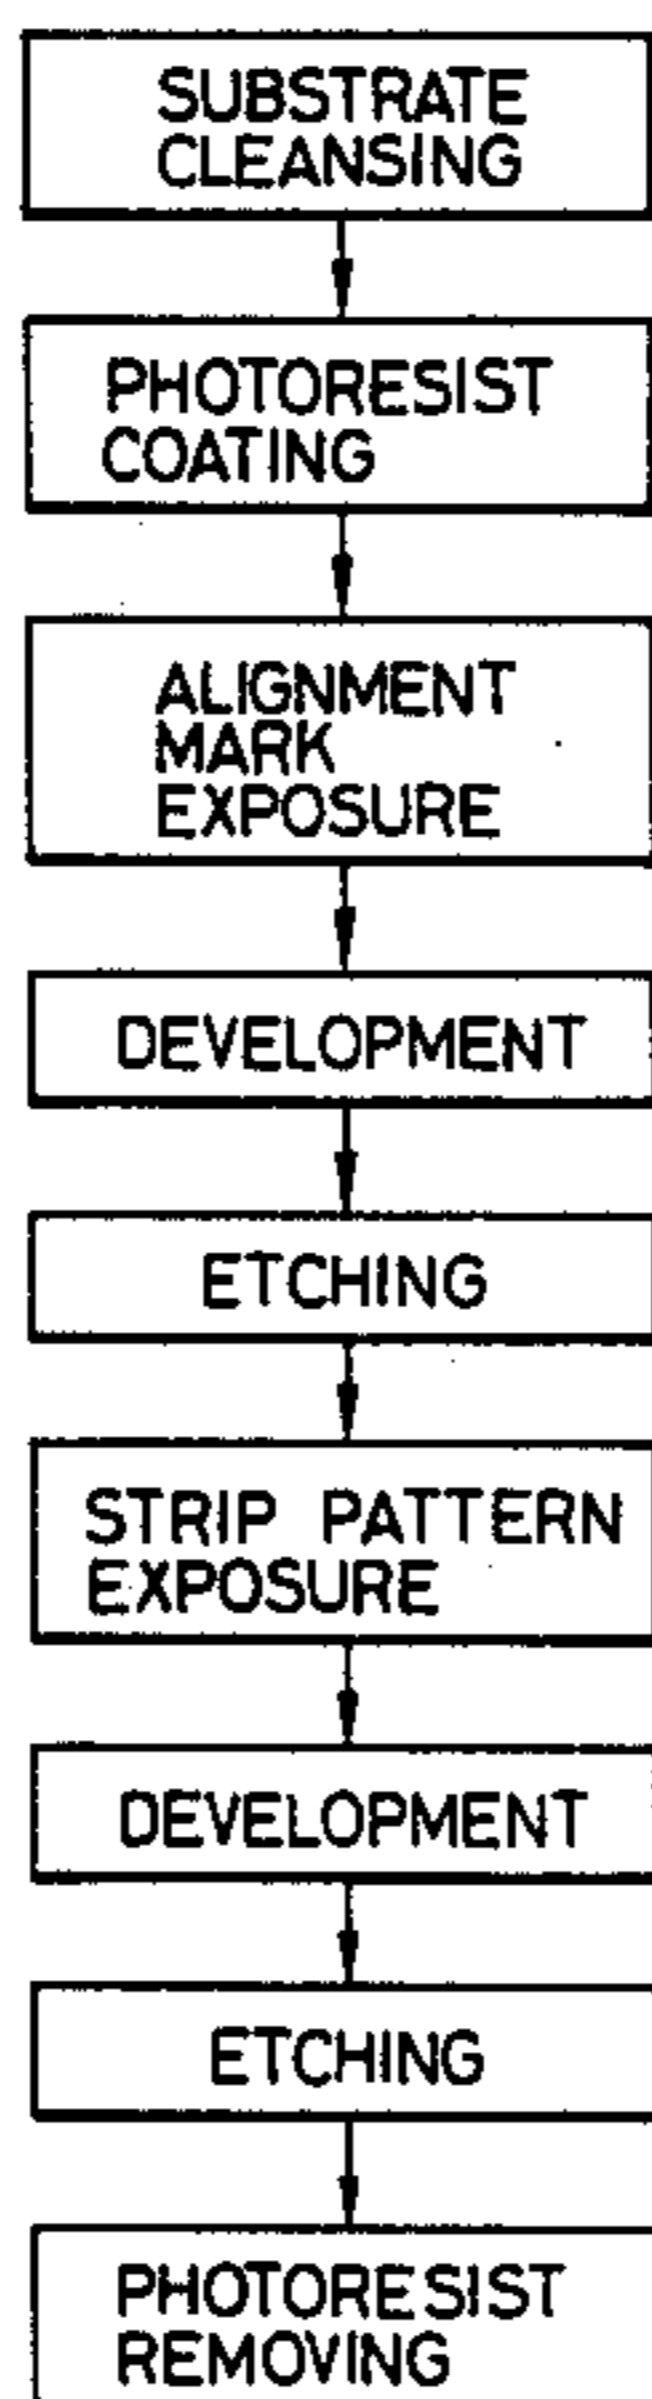 SUBSTRATE
CLEANSING
PHOTORESIST
COATING
ALIGNMENT
MARK
EXPOSURE
DEVELOPMENT
ETCHING
STRIP PATTERN
EXPOSURE
DEVELOPMENT
ETCHING
PHOTORESIST
REMOVING